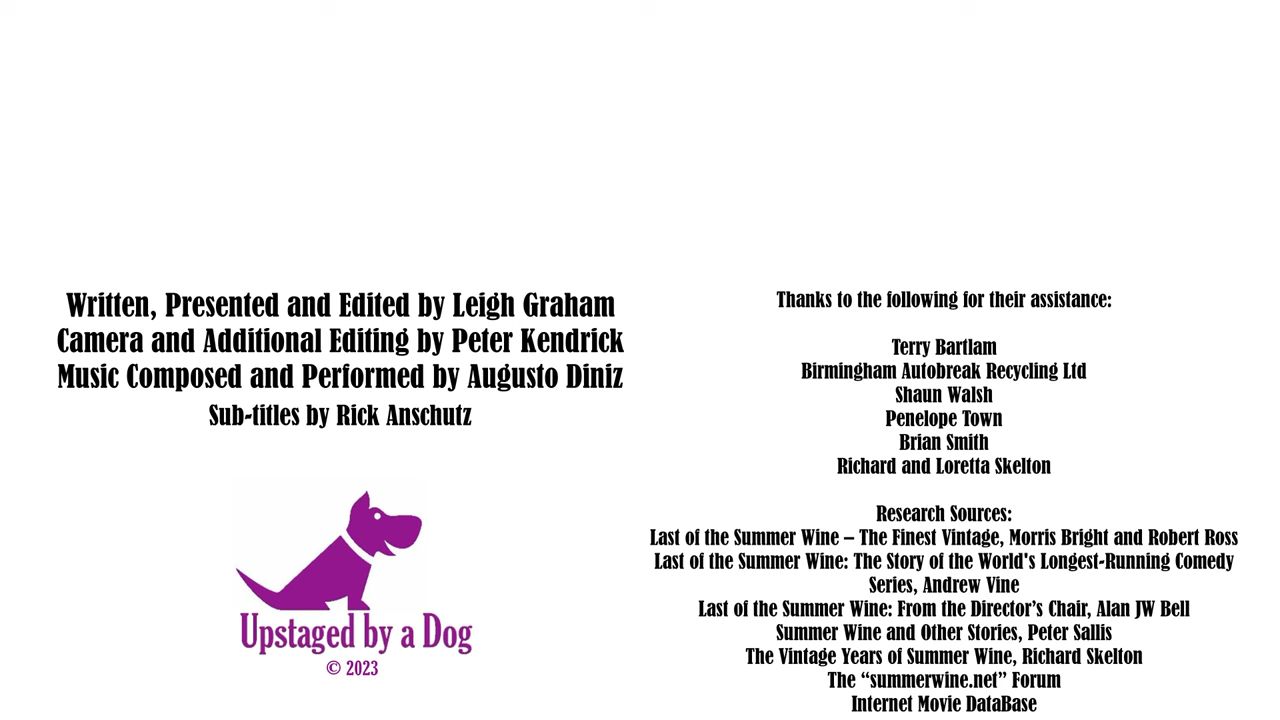 Written, Presented and Edited by Leigh Graham
Camera and Additional Editing by Peter Kendrick
Music Composed and Performed by Augusto Diniz
Sub-titles by Rick Anschutz
Upstaged by a Dog
© 2023
Thanks to the following for their assistance:
Terry Bartlam
Birmingham Autobreak Recycling Ltd
Shaun Walsh
Penelope Town
Brian Smith
Richard and Loretta Skelton
Research Sources:
Last of the Summer Wine – The Finest Vintage, Morris Bright and Robert Ross
Last of the Summer Wine: The Story of the World's Longest-Running Comedy
Series, Andrew Vine
Last of the Summer Wine: From the Director’s Chair, Alan JW Bell
Summer Wine and Other Stories, Peter Sallis
The Vintage Years of Summer Wine, Richard Skelton
The “summerwine.net” Forum
Internet Movie DataBase